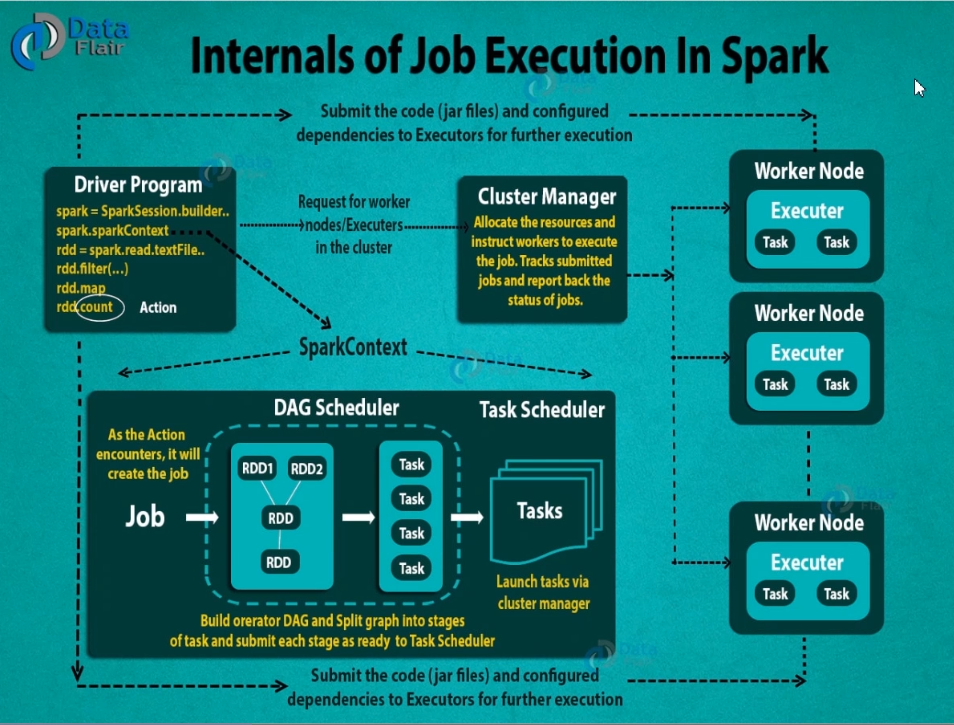 Data
Flair
Internals of Job Execution In Spark
Submit the code (jar files) and configured
dependencies to Executors for further execution
Driver Program
spark = SparkSession.builder..
spark.sparkContext
rdd = spark.read.textFile..
rdd.filter(...)
rdd.map
rdd.count
Action
Request for worker
nodes/Executers
in the cluster
Cluster Manager
Allocate the resources and
instruct workers to execute
the job. Tracks submitted
jobs and report back the
status of jobs.
Worker Node
Executer
Task Task
Worker Node
Executer
Task Task
Worker Node
Executer
Task Task
SparkContext
DAG Scheduler
Task Scheduler
As the Action
encounters, it will
create the job
Job
RDD1 RDD2
RDD
RDD
Task
Task
Task
Task
Tasks
Launch tasks via
cluster manager
Build orerator DAG and Split graph into stages
of task and submit each stage as ready to Task Scheduler
Submit the code (jar files) and configured
dependencies to Executors for further execution